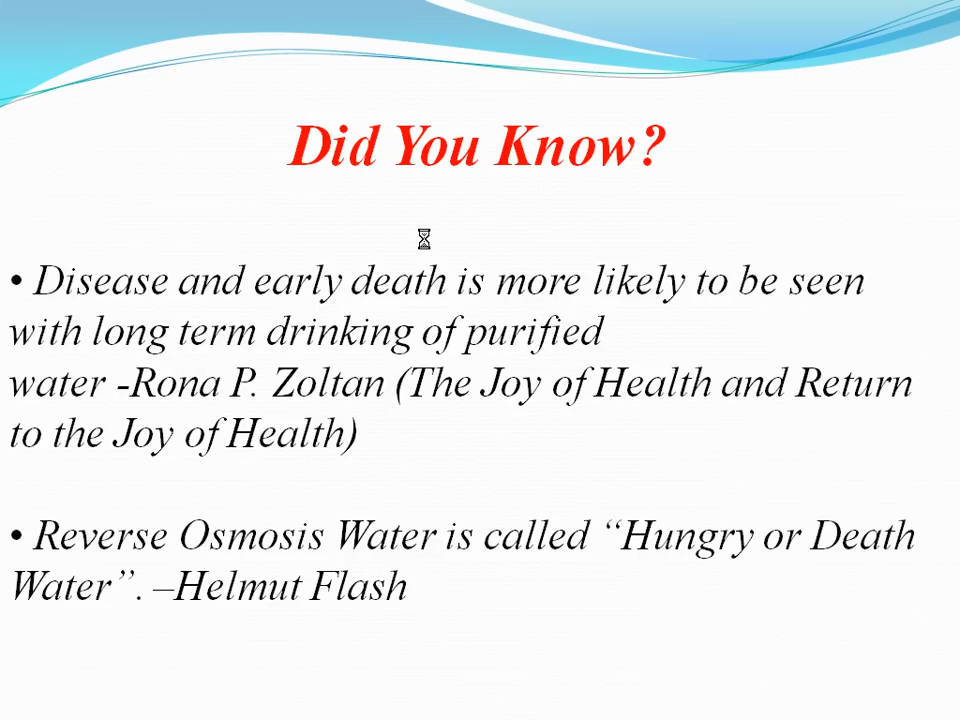 Did You Know?
• Disease and early death is more likely to be seen
with long term drinking of purified
water -Rona P. Zoltan (The Joy of Health and Return
to the Joy of Health)
• Reverse Osmosis Water is called “Hungry or Death
Water”. –Helmut Flash